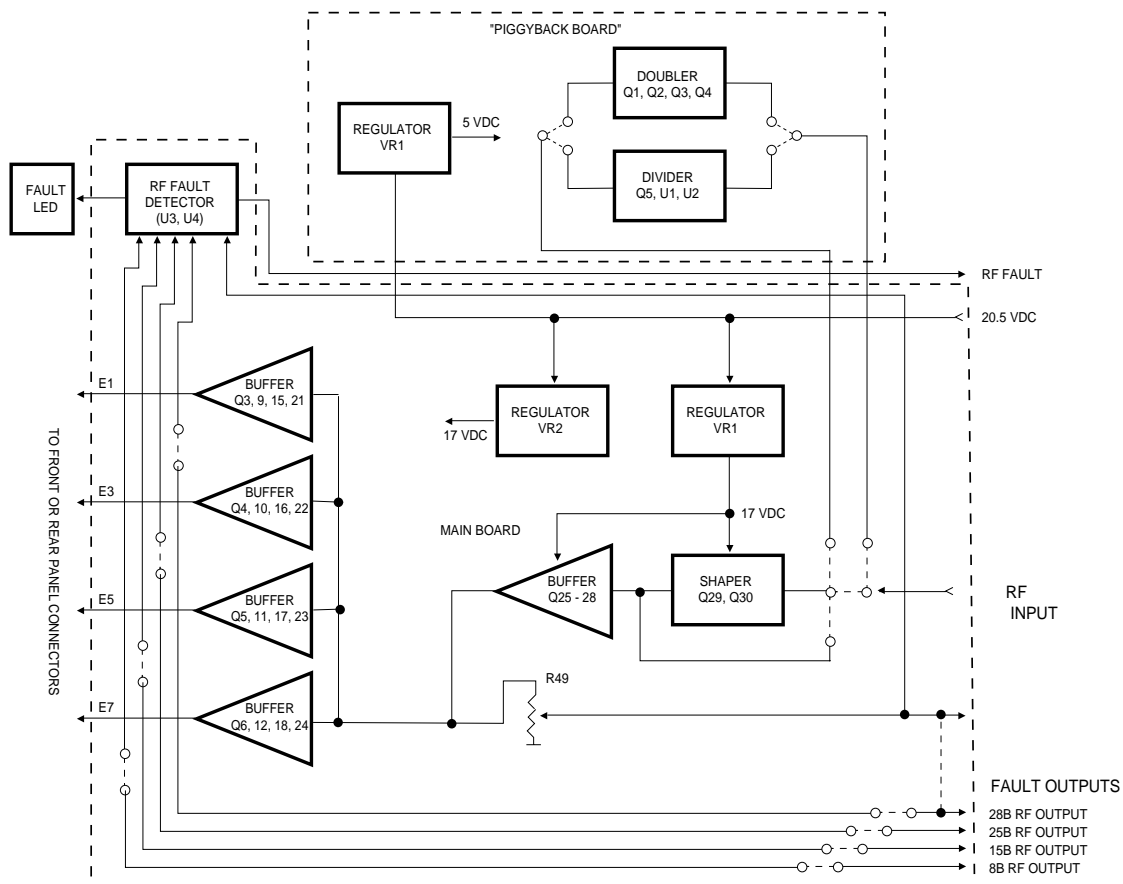 "PIGGYBACK BOARD"
DOUBLER
Q1, Q2, Q3, Q4
REGULATOR
VR1
5 VDC
DIVIDER
Q5, U1, U2
FAULT
LED
RF FAULT
DETECTOR
(U3, U4)
RF FAULT
20.5 VDC
E1
BUFFER
Q3, 9, 15, 21
REGULATOR
VR2
17 VDC
REGULATOR
VR1
TO FRONT OR REAR PANEL CONNECTORS
E3
BUFFER
Q4, 10, 16, 22
MAIN BOARD
17 VDC
BUFFER
Q25 - 28
SHAPER
Q29, Q30
RF
INPUT
E5
BUFFER
Q5, 11, 17, 23
E7
BUFFER
Q6, 12, 18, 24
R49
FAULT OUTPUTS
28B RF OUTPUT
25B RF OUTPUT
15B RF OUTPUT
8B RF OUTPUT